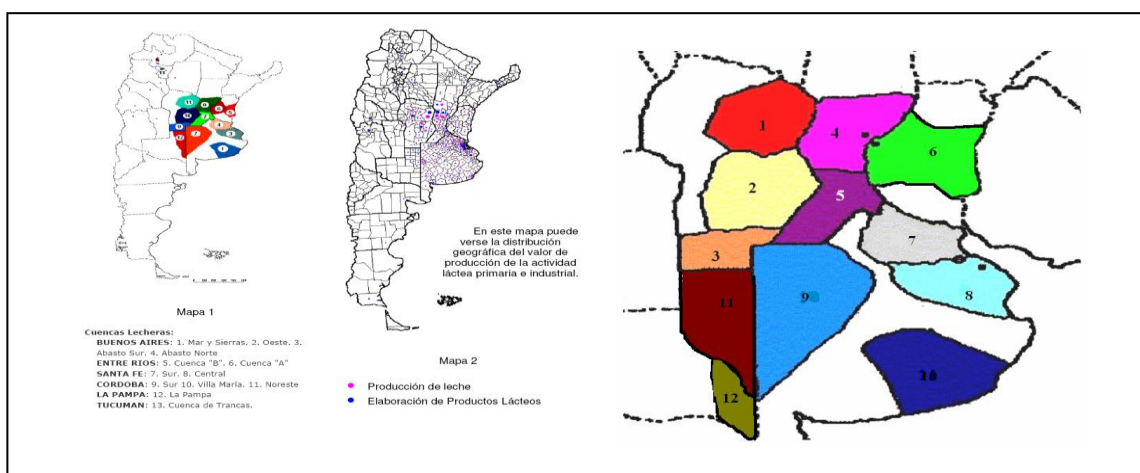 En este mapa puede
verse la distribución
geográfica del valor de
producción de la actividad
láctea primaria e industrial.
Mapa 1
Cuencas Lecheras:
BUENOS AIRES: 1. Mar y Sierras. 2. Oeste. 3.
Abasto Sur. 4. Abasto Norte
ENTRE RIOS: 5. Cuenca "B". 6. Cuenca "A"
SANTA FE: 7. Sur. 8. Central
CORDOBA: 9. Sur 10. Villa María. 11. Noreste
LA PAMPA: 12. La Pampa
TUCUMAN: 13. Cuenca de Trancas.
Mapa 2
Producción de leche
Elaboración de Productos Lácteos
1
4
6
2
5
7
3
8
9
11
12